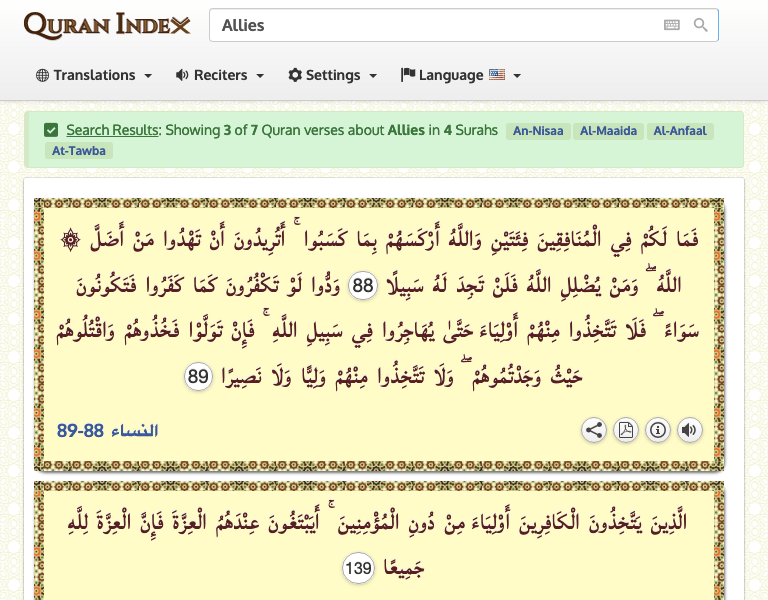 QURAN INDEX
Allies
Translations Reciters Settings Language
Search Results: Showing 3 of 7 Quran verses about Allies in 4 Surahs An-Nisaa Al-Maaida Al-Anfaal
At-Tawba
۞ فَمَا لَكُمْ فِي الْمُنَافِقِينَ فِئَتَيْنِ وَاللَّهُ أَرْكَسَهُمْ بِمَا كَسَبُوا ۚ أَتُرِيدُونَ أَنْ تَهْدُوا مَنْ أَضَلَّ
اللَّهُ ۖ وَمَنْ يُضْلِلِ اللَّهُ فَلَنْ تَجِدَ لَهُ سَبِيلًا 88 وَدُّوا لَوْ تَكْفُرُونَ كَمَا كَفَرُوا فَتَكُونُونَ
سَوَاءً ۖ فَلَا تَتَّخِذُوا مِنْهُمْ أَوْلِيَاءَ حَتَّىٰ يُهَاجِرُوا فِي سَبِيلِ اللَّهِ ۚ فَإِنْ تَوَلَّوْا فَخُذُوهُمْ وَاقْتُلُوهُمْ
حَيْثُ وَجَدْتُمُوهُمْ ۖ وَلَا تَتَّخِذُوا مِنْهُمْ وَلِيًّا وَلَا نَصِيرًا 89
النساء 88-89
الَّذِينَ يَتَّخِذُونَ الْكَافِرِينَ أَوْلِيَاءَ مِنْ دُونِ الْمُؤْمِنِينَ ۚ أَيَبْتَغُونَ عِنْدَهُمُ الْعِزَّةَ فَإِنَّ الْعِزَّةَ لِلَّهِ
جَمِيعًا 139